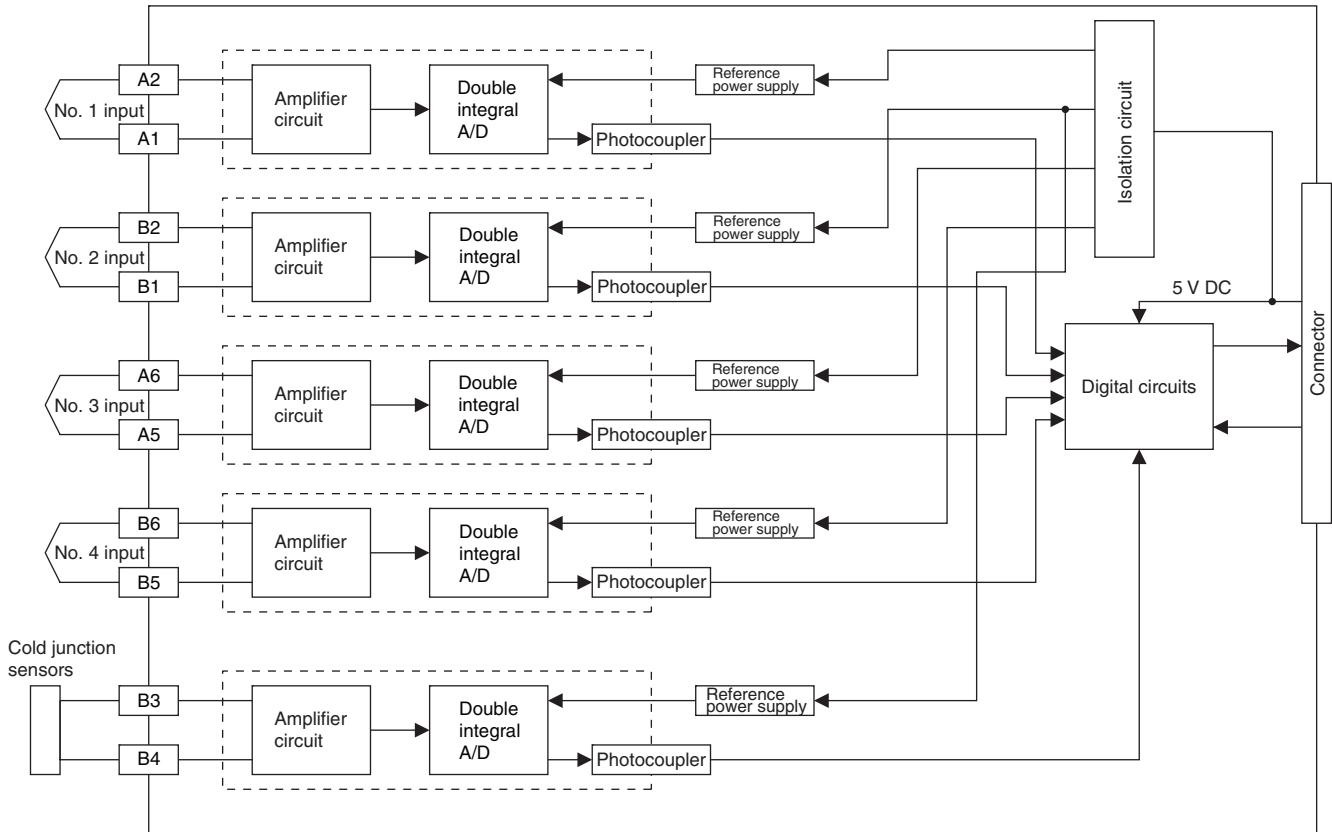 A2
No. 1 input
A1
Amplifier
circuit
Double
integral
A/D
Reference
power supply
Photocoupler
Isolation circuit
B2
No. 2 input
B1
Amplifier
circuit
Double
integral
A/D
Reference
power supply
Photocoupler
5 V DC
Connector
A6
No. 3 input
A5
Amplifier
circuit
Double
integral
A/D
Reference
power supply
Photocoupler
Digital circuits
B6
No. 4 input
B5
Amplifier
circuit
Double
integral
A/D
Reference
power supply
Photocoupler
Cold junction
sensors
B3
B4
Amplifier
circuit
Double
integral
A/D
Reference
power supply
Photocoupler